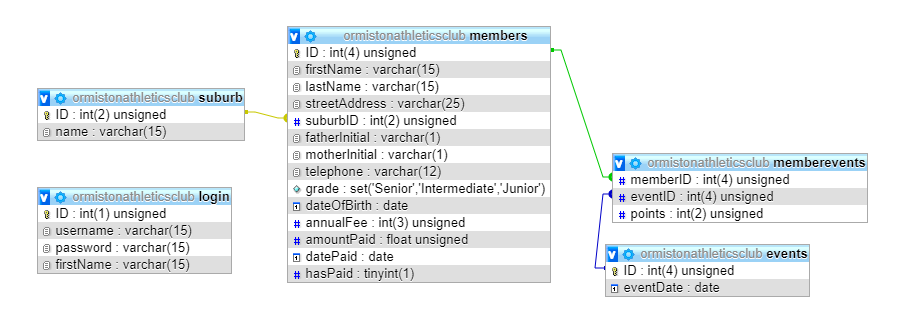 ormistonathleticsclub suburb
ID : int(2) unsigned
name : varchar(15)
ormistonathleticsclub login
ID : int(1) unsigned
username : varchar(15)
password : varchar(15)
firstName : varchar(15)
ormistonathleticsclub members
ID : int(4) unsigned
firstName : varchar(15)
lastName : varchar(15)
streetAddress : varchar(25)
suburbID : int(2) unsigned
fatherInitial : varchar(1)
motherInitial : varchar(1)
telephone : varchar(12)
grade : set('Senior','Intermediate','Junior')
dateOfBirth : date
annualFee : int(3) unsigned
amountPaid : float unsigned
datePaid : date
hasPaid : tinyint(1)
ormistonathleticsclub memberevents
memberID : int(4) unsigned
eventID : int(4) unsigned
points : int(2) unsigned
ormistonathleticsclub events
ID : int(4) unsigned
eventDate : date